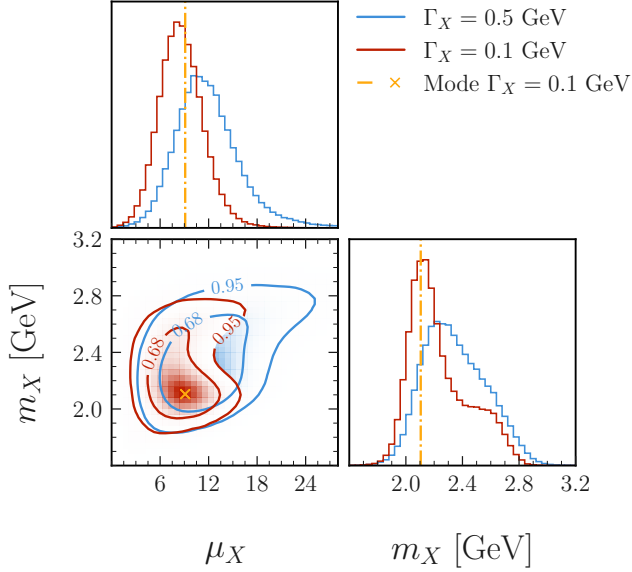 Γ_X = 0.5 GeV
Γ_X = 0.1 GeV
Mode Γ_X = 0.1 GeV
3.2
2.8
2.4
2.0
m_X [GeV]
0.95
0.68
0.95
0.68
6 12 18 24
μ_X
2.0 2.4 2.8 3.2
m_X [GeV]